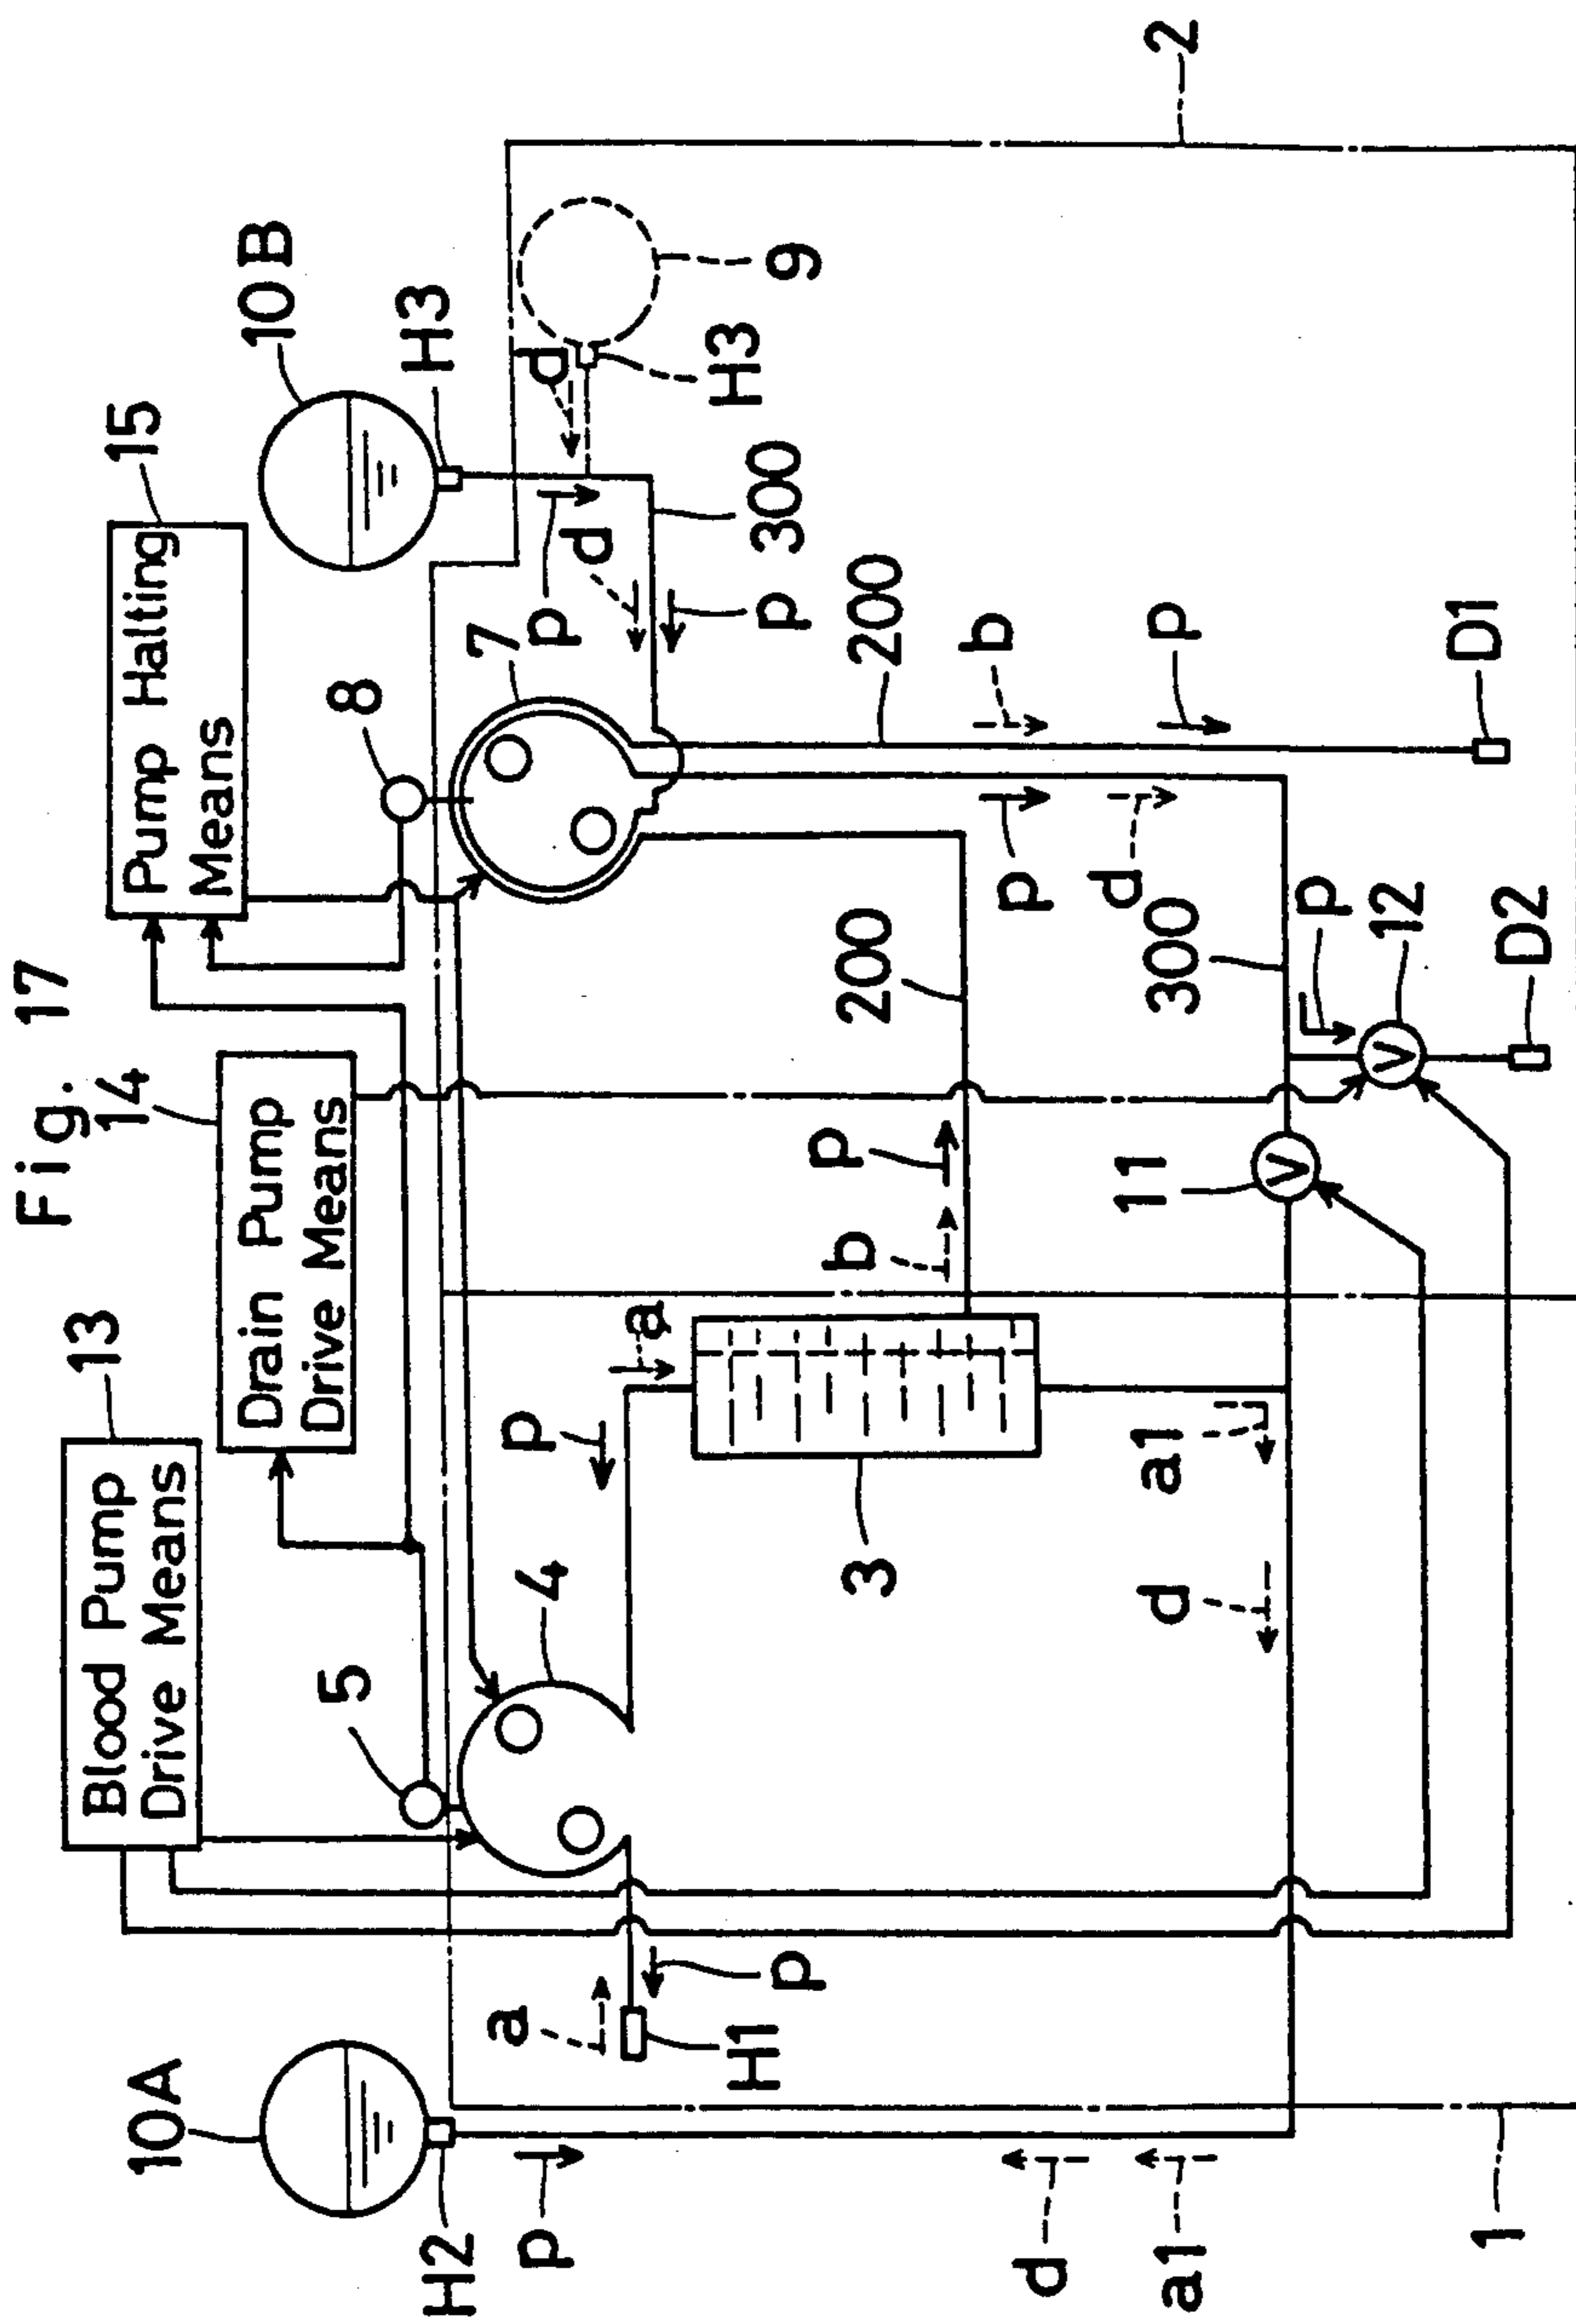 Fig. 17
Blood Pump
Drive Means
13
Drain Pump
Drive Means
14
Pump Halting
Means
15
10A
H2
p
d
a1
1
a
p
H1
5
4
p
a
3
a1
d
8
7
10B
H3
p
d
d
H3
9
300
p
200
b
p
D1
2
200
b
p
p
d
300
p
12
11
D2
V
V